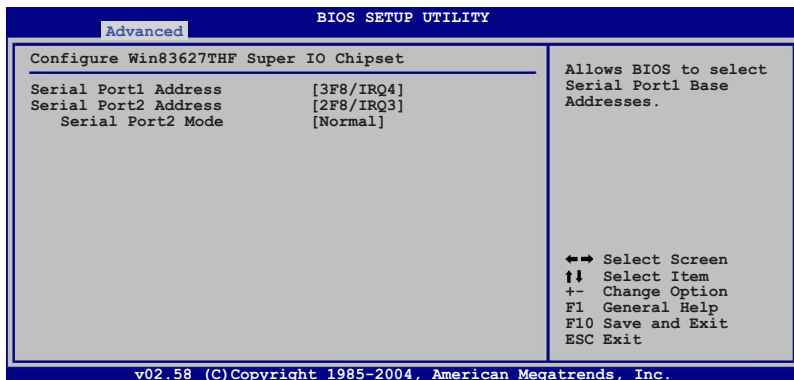 BIOS SETUP UTILITY
Advanced
Configure Win83627THF Super IO Chipset
Serial Port1 Address [3F8/IRQ4]
Serial Port2 Address [2F8/IRQ3]
Serial Port2 Mode [Normal]
Allows BIOS to select
Serial Port1 Base
Addresses.
←→ Select Screen
↑↓ Select Item
+- Change Option
F1 General Help
F10 Save and Exit
ESC Exit
v02.58 (C)Copyright 1985-2004, American Megatrends, Inc.